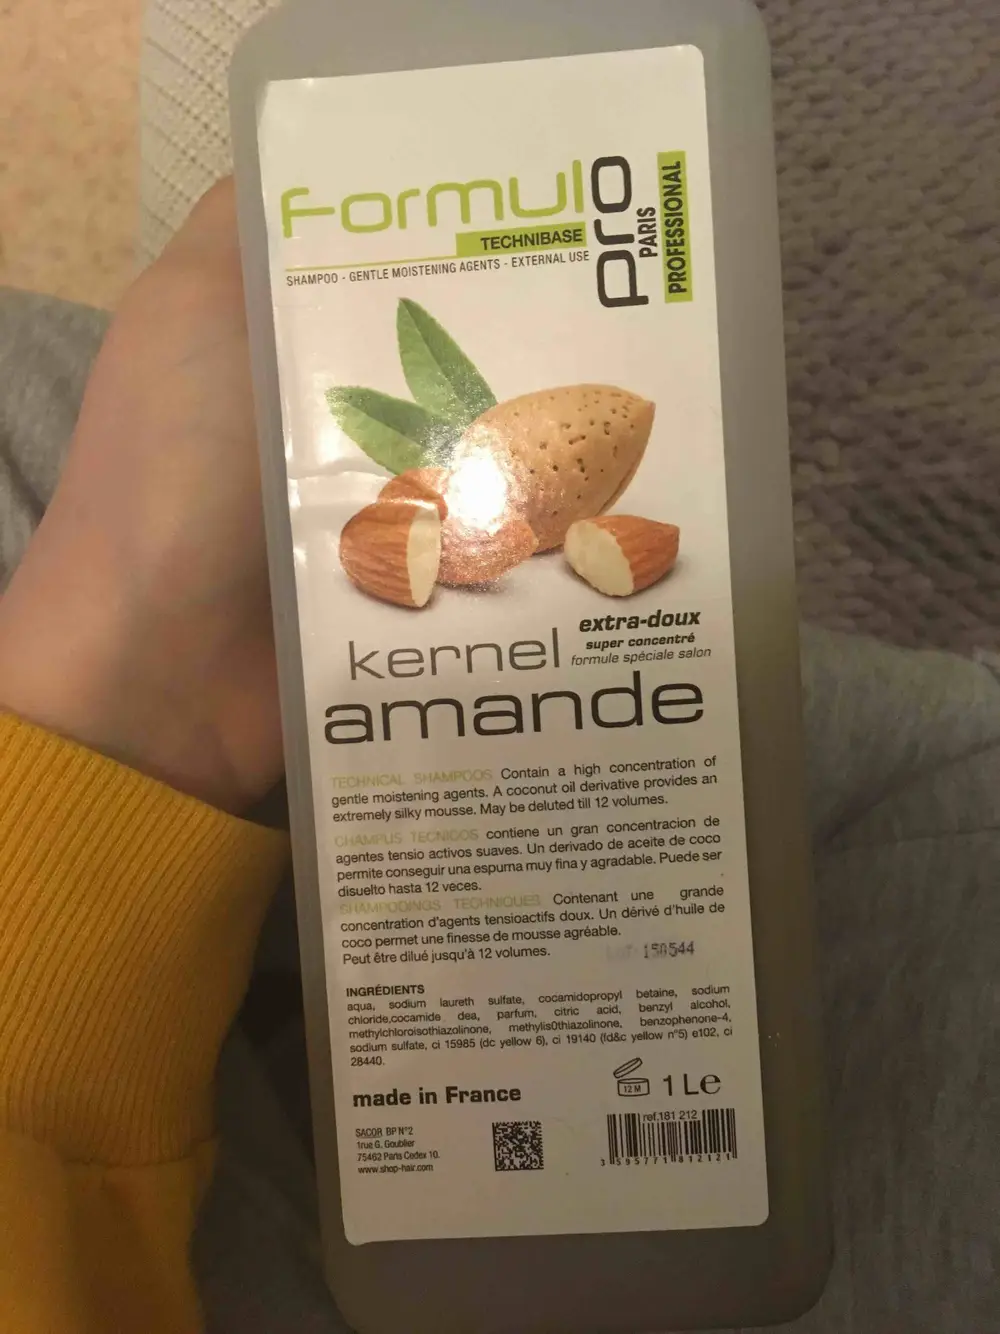 Formul pro
PARIS
PROFESSIONAL
TECHNIBASE
SHAMPOO - GENTLE MOISTENING AGENTS - EXTERNAL USE
extra-doux
super concentré
formule spéciale salon
kernel
amande
TECHNICAL SHAMPOOS Contain a high concentration of
gentle moistening agents. A coconut oil derivative provides an
extremely silky mousse. May be deluted till 12 volumes.
CHAMPUS TECNICOS contiene un gran concentracion de
agentes tensio activos suaves. Un derivado de aceite de coco
permite conseguir una espuma muy fina y agradable. Puede ser
disuelto hasta 12 veces.
SHAMPOOINGS TECHNIQUES Contenant une grande
concentration d'agents tensioactifs doux. Un dérivé d'huile de
coco permet une finesse de mousse agréable.
Peut être dilué jusqu'à 12 volumes.
LOT: 150544
INGRÉDIENTS
aqua, sodium laureth sulfate, cocamidopropyl betaine, sodium
chloride,cocamide dea, parfum, citric acid, benzyl alcohol,
methylchloroisothiazolinone, methylis0thiazolinone, benzophenone-4,
sodium sulfate, ci 15985 (dc yellow 6), ci 19140 (fd&c yellow n°5) e102, ci
28440.
made in France
12 M
1 L℮
SACOR BP N°2
1rue G. Goublier
75462 Paris Cedex 10.
www.shop-hair.com
ref.181 212
3 595771 812121